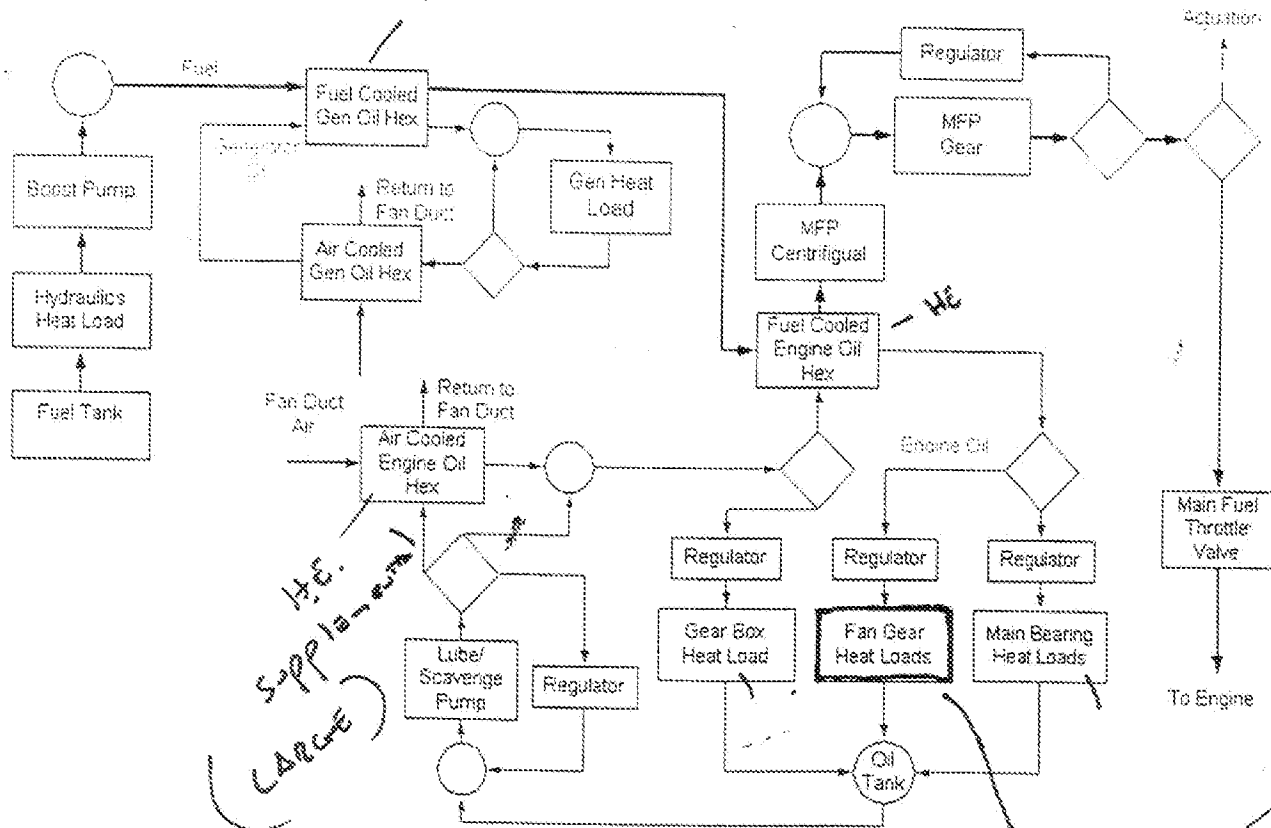 Actuation
Regulator
Fuel
Fuel Cooled
Gen Oil Hex
MFP
Gear
Generator
Oil
Boost Pump
Return to
Fan Duct
Gen Heat
Load
Air Cooled
Gen Oil Hex
MFP
Centrifigual
Hydraulics
Heat Load
HE
Fuel Cooled
Engine Oil
Hex
Fuel Tank
Fan Duct
Air
Return to
Fan Duct
Air Cooled
Engine Oil
Hex
Engine Oil
Main Fuel
Throttle
Valve
Regulator
Regulator
Regulator
H.E.
(LARGE)
Lube/
Scavenge
Pump
Regulator
Gear Box
Heat Load
Fan Gear
Heat Loads
Main Bearing
Heat Loads
To Engine
Oil
Tank